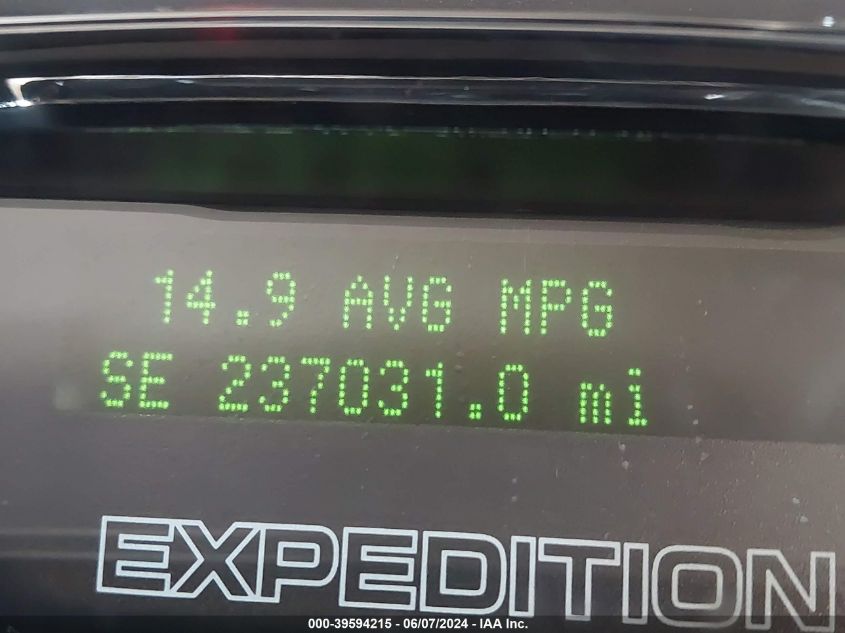 14.9 AVG MPG
SE 237031.0 mi
EXPEDITION
000-39594215 - 06/07/2024 - IAA Inc.